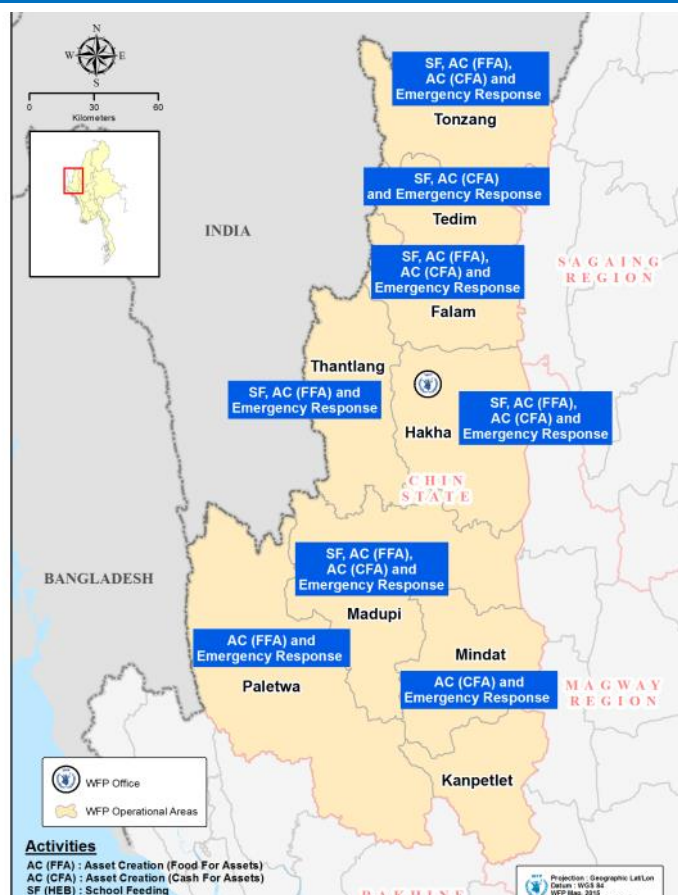 N
W E
S
0 30 60
Kilometers
SF, AC (FFA),
AC (CFA) and
Emergency Response
Tonzang
SF, AC (CFA)
and Emergency Response
Tedim
INDIA
SF, AC (FFA),
AC (CFA) and
Emergency Response
Falam
SAGAING
REGION
Thantlang
SF, AC (FFA) and
Emergency Response
Hakha
SF, AC (FFA),
AC (CFA) and
Emergency Response
CHIN
STATE
BANGLADESH
SF, AC (FFA),
AC (CFA) and
Emergency Response
Madupi
AC (FFA) and
Emergency Response
Paletwa
Mindat
AC (CFA) and
Emergency Response
MAGWAY
REGION
Kanpetlet
WFP Office
WFP Operational Areas
Activities
AC (FFA) : Asset Creation (Food For Assets)
AC (CFA) : Asset Creation (Cash For Assets)
SF (HEB) : School Feeding
RAKHINE
Projection : Geographic Lat/Lon
Datum : WGS 84
WFP Map, 2015